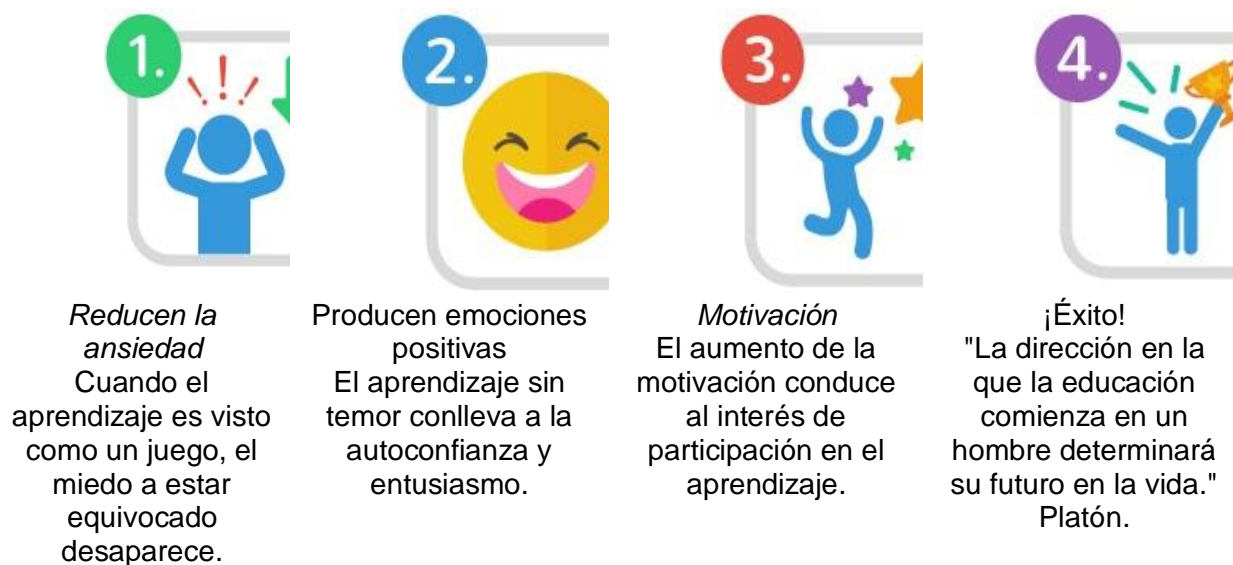 1.
Reducen la
ansiedad
Cuando el
aprendizaje es visto
como un juego, el
miedo a estar
equivocado
desaparece.
2.
Producen emociones
positivas
El aprendizaje sin
temor conlleva a la
autoconfianza y
entusiasmo.
3.
Motivación
El aumento de la
motivación conduce
al interés de
participación en el
aprendizaje.
4.
¡Éxito!
"La dirección en la
que la educación
comienza en un
hombre determinará
su futuro en la vida."
Platón.